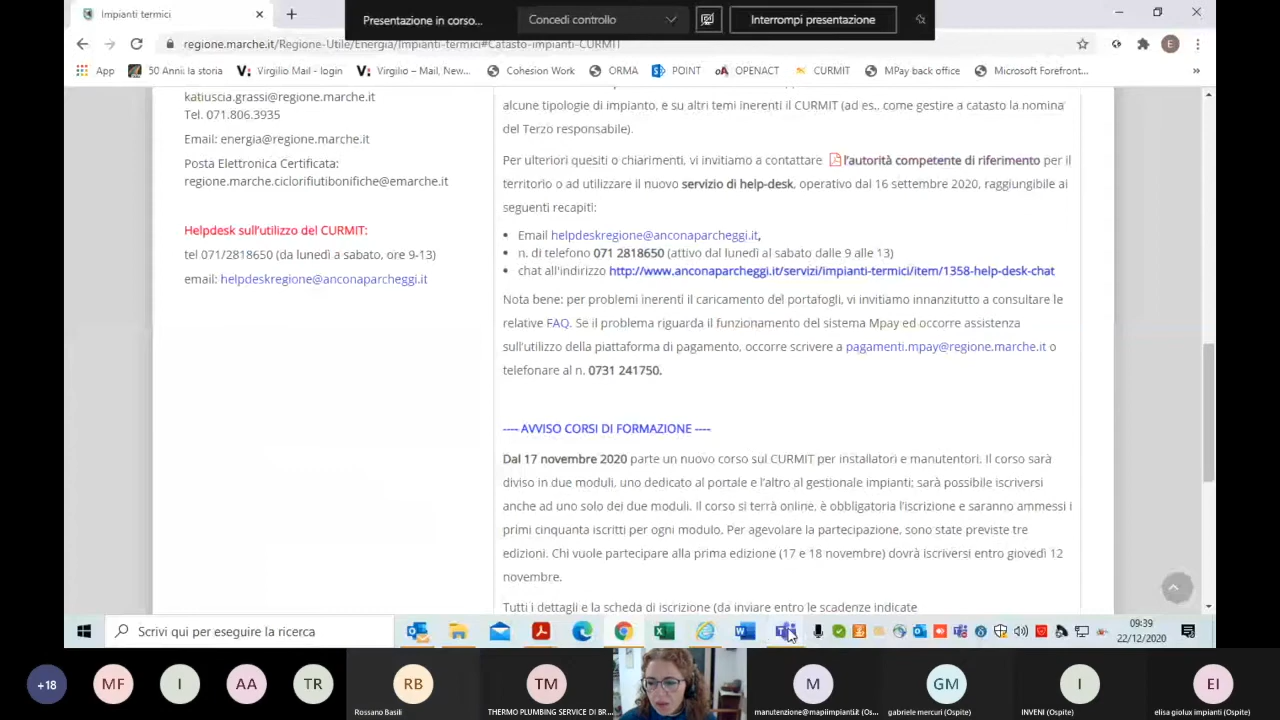 Impianti termici
Presentazione in corso...
Concedi controllo
Interrompi presentazione
regione.marche.it/Regione-Utile/Energia/Impianti-termici#Catasto-impianti-CURMIT
App
50 Anni la storia
Virgilio Mail - login
Virgilio – Mail, New...
Cohesion Work
ORMA
POINT
OPENACT
CURMIT
MPay back office
Microsoft Forefront...
katiuscia.grassi@regione.marche.it
Tel. 071.806.3935
Email: energia@regione.marche.it
Posta Elettronica Certificata:
regione.marche.ciclorifiutibonifiche@emarche.it
Helpdesk sull'utilizzo del CURMIT:
tel 071/2818650 (da lunedì a sabato, ore 9-13)
email: helpdeskregione@anconaparcheggi.it
alcune tipologie di impianto, e su altri temi inerenti il CURMIT (ad es.. come gestire a catasto la nomina
del Terzo responsabile).
Per ulteriori quesiti o chiarimenti, vi invitiamo a contattare l'autorità competente di riferimento per il
territorio o ad utilizzare il nuovo servizio di help-desk, operativo dal 16 settembre 2020, raggiungibile ai
seguenti recapiti:
Email helpdeskregione@anconaparcheggi.it,
n. di telefono 071 2818650 (attivo dal lunedì al sabato dalle 9 alle 13)
chat all'indirizzo http://www.anconaparcheggi.it/servizi/impianti-termici/item/1358-help-desk-chat
Nota bene: per problemi inerenti il caricamento del portafogli, vi invitiamo innanzitutto a consultare le
relative FAQ. Se il problema riguarda il funzionamento del sistema Mpay ed occorre assistenza
sull'utilizzo della piattaforma di pagamento, occorre scrivere a pagamenti.mpay@regione.marche.it o
telefonare al n. 0731 241750.
---- AVVISO CORSI DI FORMAZIONE ----
Dal 17 novembre 2020 parte un nuovo corso sul CURMIT per installatori e manutentori. Il corso sarà
diviso in due moduli, uno dedicato al portale e l'altro al gestionale impianti; sarà possibile iscriversi
anche ad uno solo dei due moduli. Il corso si terrà online, è obbligatoria l'iscrizione e saranno ammessi i
primi cinquanta iscritti per ogni modulo. Per agevolare la partecipazione, sono state previste tre
edizioni. Chi vuole partecipare alla prima edizione (17 e 18 novembre) dovrà iscriversi entro giovedì 12
novembre.
Tutti i dettagli e la scheda di iscrizione (da inviare entro le scadenze indicate
Scrivi qui per eseguire la ricerca
09:39
22/12/2020
+18
MF
I
AA
TR
RB
Rossano Basili
TM
THERMO PLUMBING SERVICE DI BR...
M
manutenzione@mapiimpianti.it (Os...
GM
gabriele mercuri (Ospite)
I
INVENI (Ospite)
EI
elisa giolux impianti (Ospite)